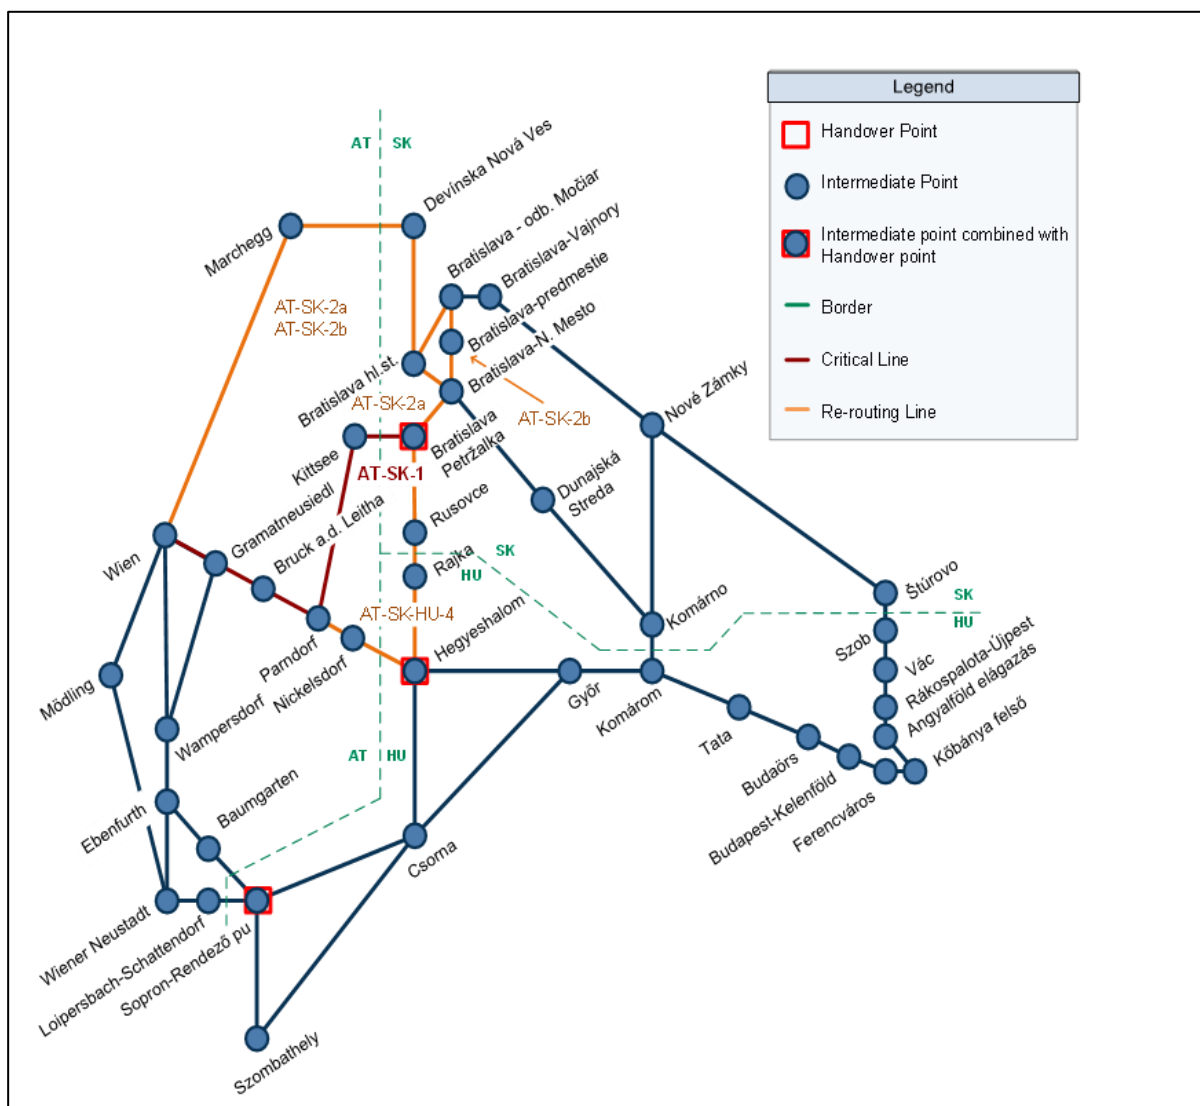 Legend
Handover Point
Intermediate Point
Intermediate point combined with
Handover point
Border
Critical Line
Re-routing Line
AT
SK
Devínska Nová Ves
Marchegg
Bratislava - odb. Močiar
Bratislava-Vajnory
Bratislava-predmestie
Bratislava-N. Mesto
AT-SK-2a
AT-SK-2b
Bratislava hl.st.
AT-SK-2a
AT-SK-2b
Nové Zámky
Kittsee
Bratislava
Petržalka
AT-SK-1
Dunajská
Streda
Gramatneusiedl
Bruck a.d. Leitha
Rusovce
Wien
Rajka
SK
HU
Štúrovo
SK
HU
AT-SK-HU-4
Komárno
Szob
Hegyeshalom
Parndorf
Nickelsdorf
Vác
Rákospalota-Újpest
Angyalföld elágazás
Kőbánya felső
Győr
Komárom
Mödling
Wampersdorf
Tata
Budaörs
Budapest-Kelenföld
Ferencváros
AT
HU
Ebenfurth
Baumgarten
Csorna
Wiener Neustadt
Loipersbach-Schattendorf
Sopron-Rendező pu
Szombathely